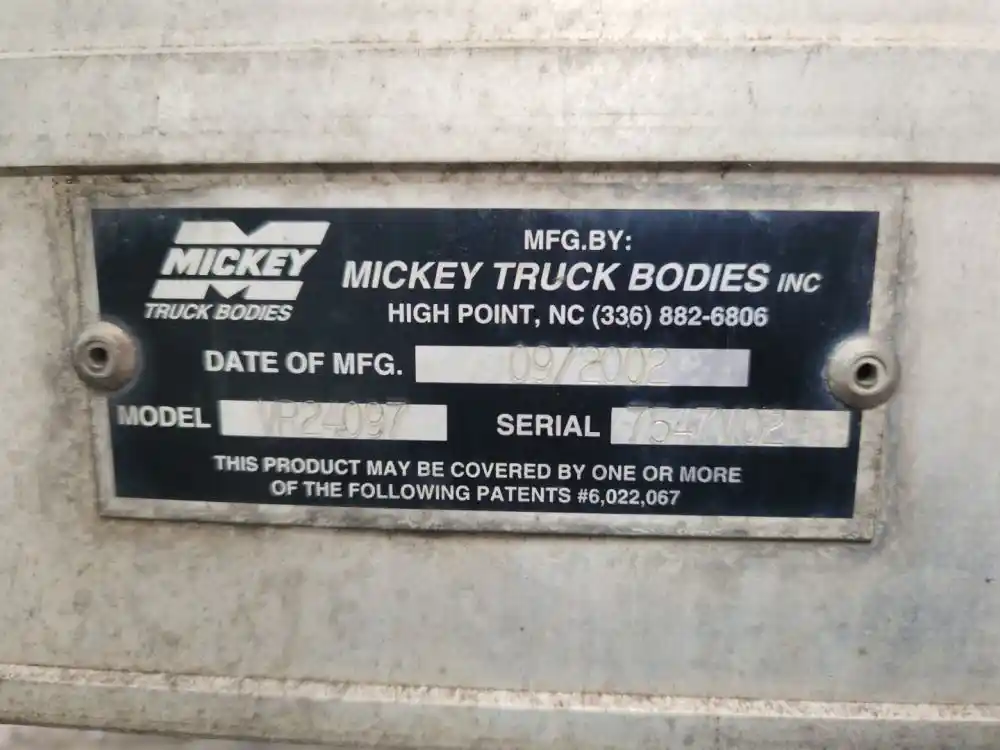 MICKEY
TRUCK BODIES
MFG.BY:
MICKEY TRUCK BODIES INC
HIGH POINT, NC (336) 882-6806
DATE OF MFG. 09/2002
MODEL VP24097 SERIAL
THIS PRODUCT MAY BE COVERED BY ONE OR MORE
OF THE FOLLOWING PATENTS #6,022,067